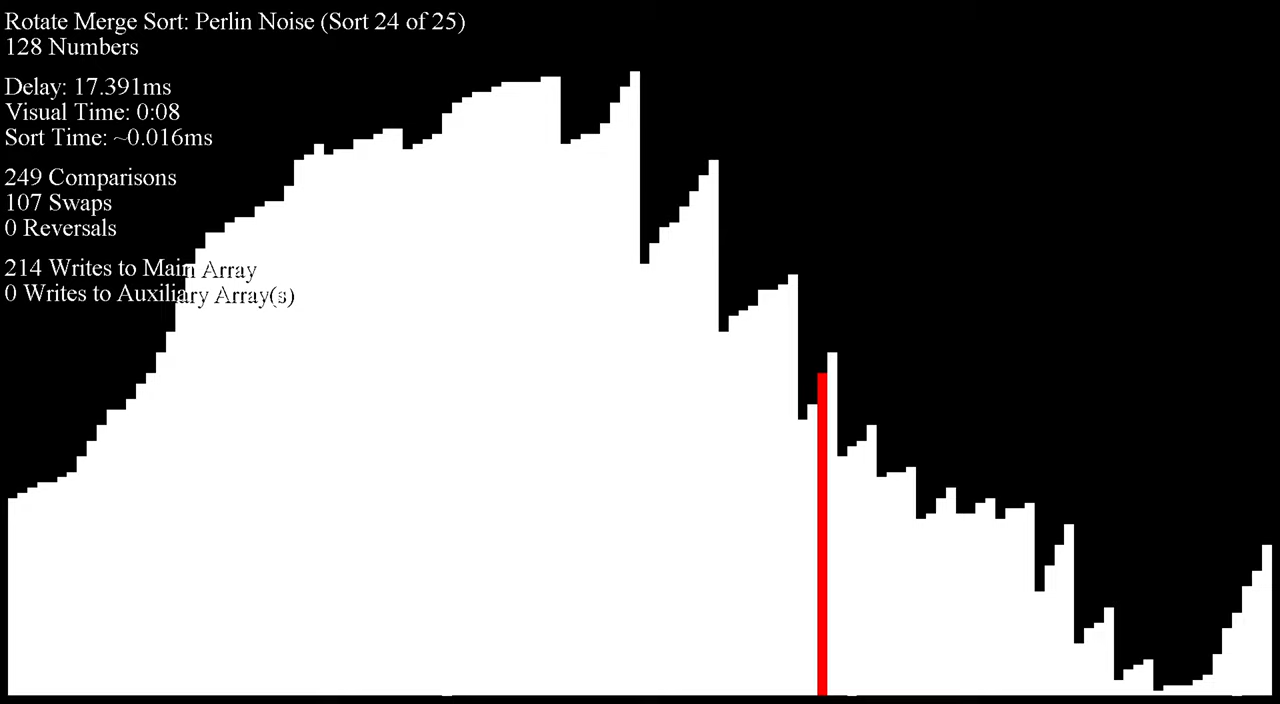 Rotate Merge Sort: Perlin Noise (Sort 24 of 25)
128 Numbers
Delay: 17.391ms
Visual Time: 0:08
Sort Time: ~0.016ms
249 Comparisons
107 Swaps
0 Reversals
214 Writes to Main Array
0 Writes to Auxiliary Array(s)